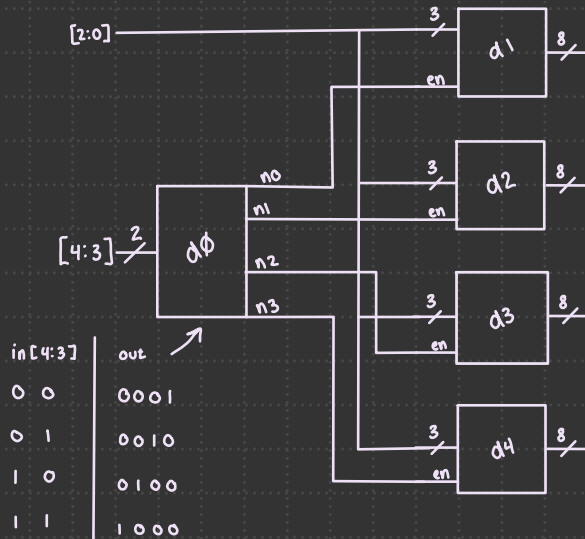 [2:0]
3
d1
8
en
n0
3
d2
8
n1
en
[4:3]
2
dØ
n2
n3
3
d3
8
en
in[4:3] out
0 0 0001
0 1 0010
1 0 0100
1 1 1000
3
d4
8
en